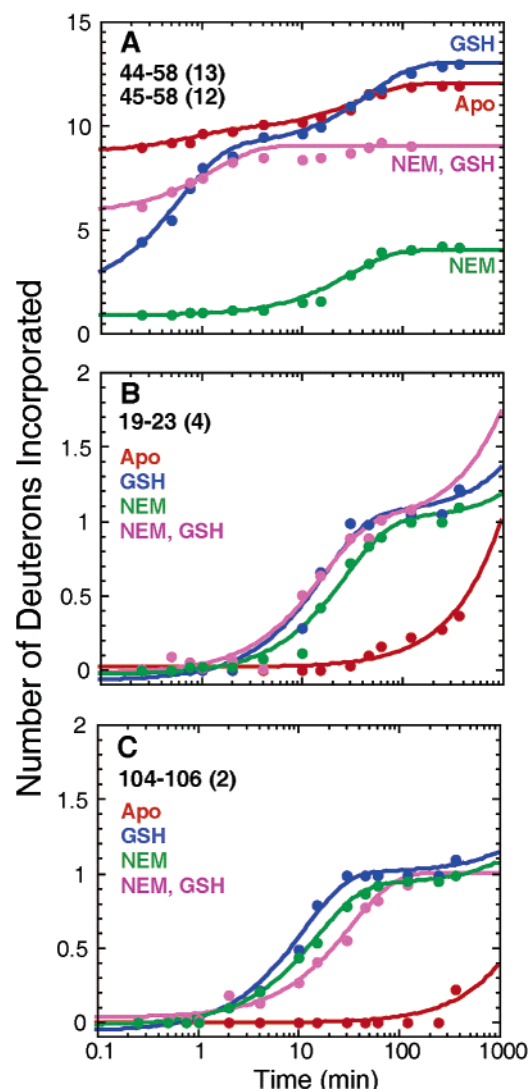 Number of Deuterons Incorporated
A
44-58 (13)
45-58 (12)
GSH
Apo
NEM, GSH
NEM
15
10
5
0
B
19-23 (4)
Apo
GSH
NEM
NEM, GSH
2
1.5
1
0.5
0
C
104-106 (2)
Apo
GSH
NEM
NEM, GSH
2
1.5
1
0.5
0
0.1 1 10 100 1000
Time (min)